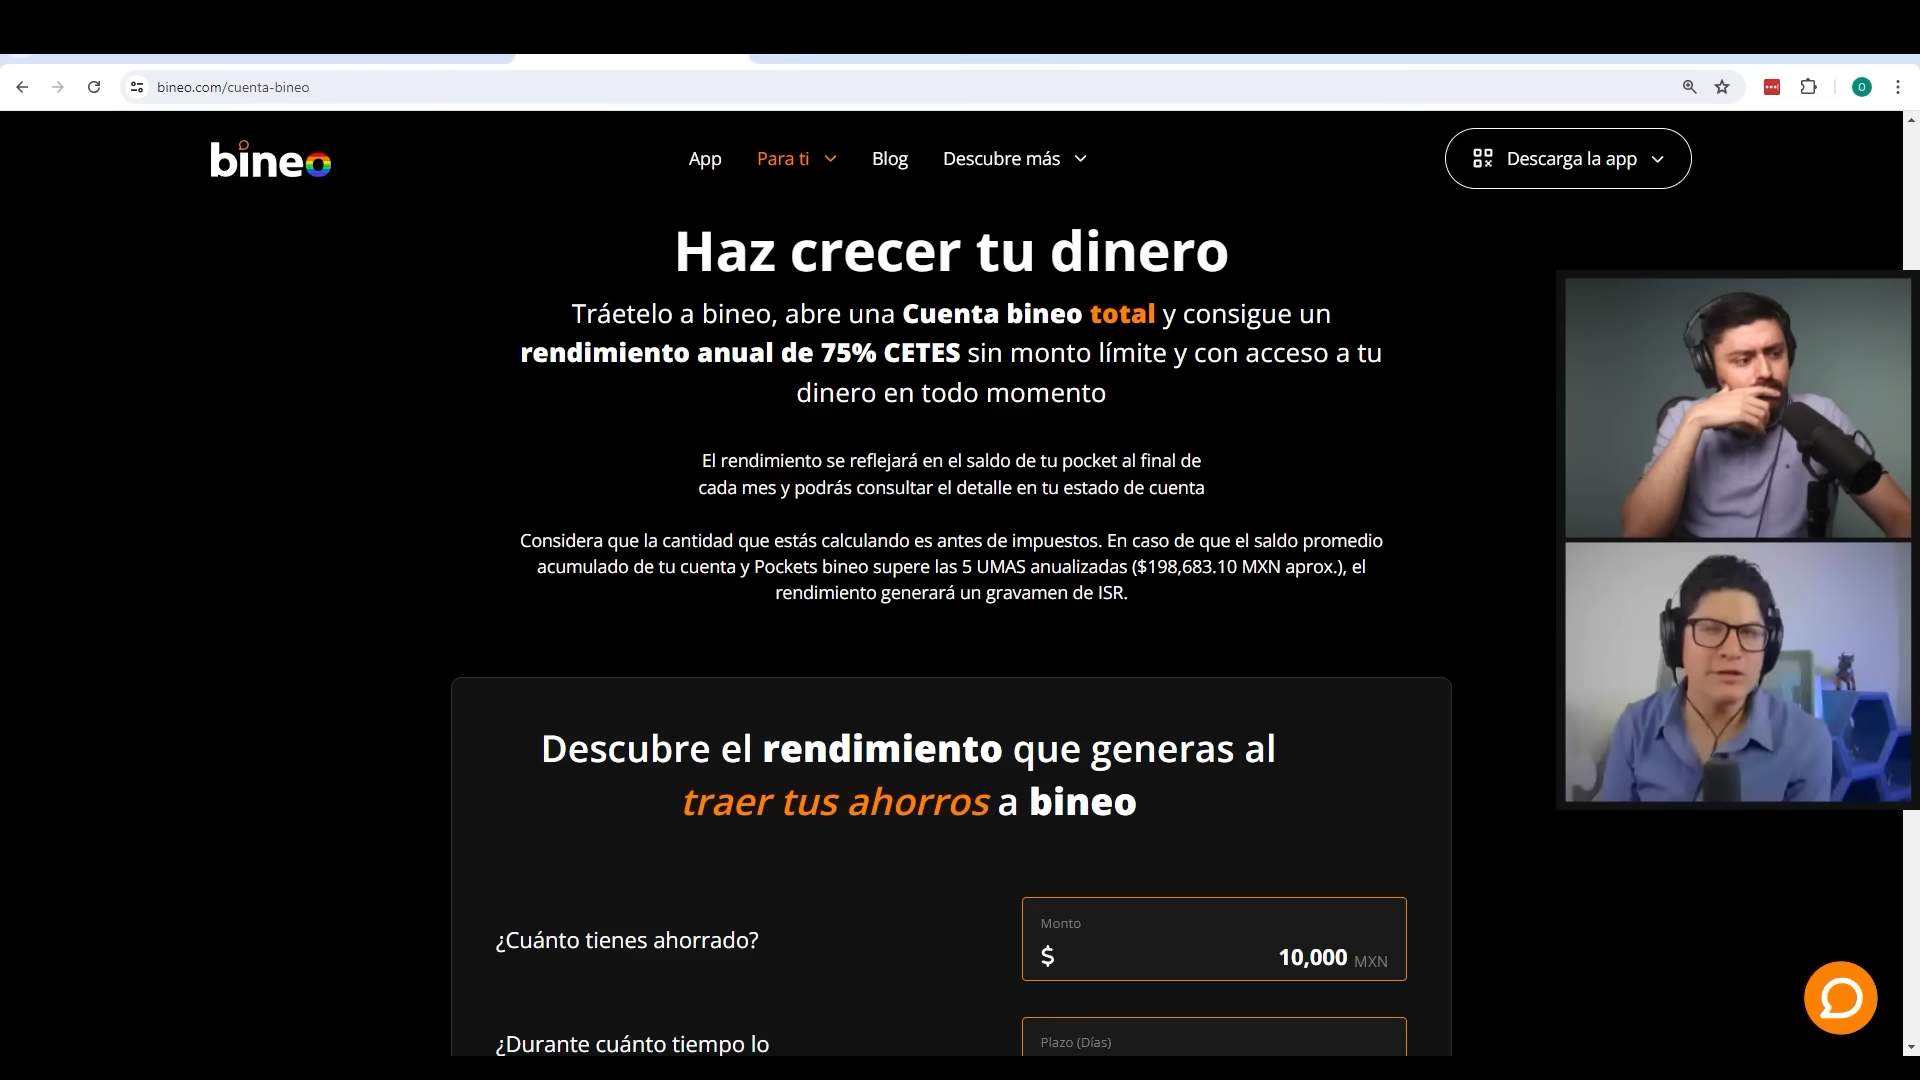 bineo.com/cuenta-bineo
O
bineo
App
Para ti
Blog
Descubre más
Descarga la app
Haz crecer tu dinero
Tráetelo a bineo, abre una Cuenta bineo total y consigue un
rendimiento anual de 75% CETES sin monto límite y con acceso a tu
dinero en todo momento
El rendimiento se reflejará en el saldo de tu pocket al final de
cada mes y podrás consultar el detalle en tu estado de cuenta
Considera que la cantidad que estás calculando es antes de impuestos. En caso de que el saldo promedio
acumulado de tu cuenta y Pockets bineo supere las 5 UMAS anualizadas ($198,683.10 MXN aprox.), el
rendimiento generará un gravamen de ISR.
Descubre el rendimiento que generas al
traer tus ahorros a bineo
¿Cuánto tienes ahorrado?
Monto
$ 10,000 MXN
¿Durante cuánto tiempo lo
Plazo (Días)